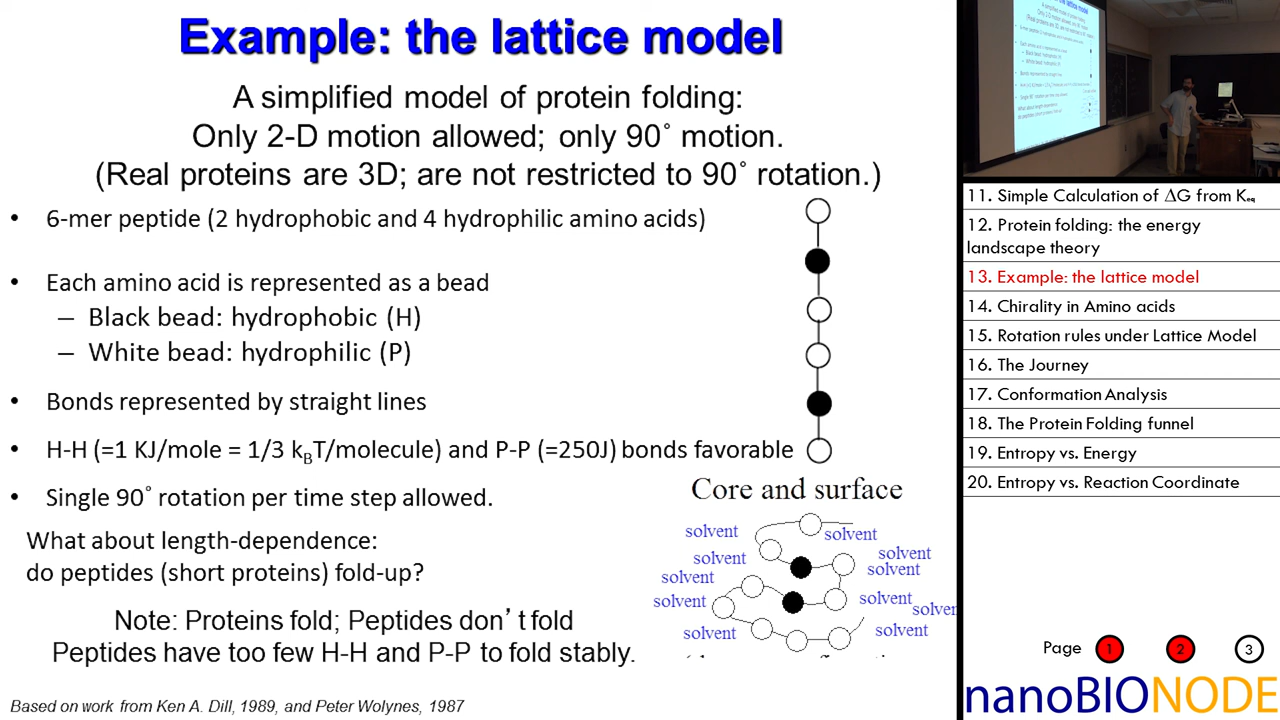 Example: the lattice model
A simplified model of protein folding:
Only 2-D motion allowed; only 90˚ motion.
(Real proteins are 3D; are not restricted to 90˚ rotation.)
• 6-mer peptide (2 hydrophobic and 4 hydrophilic amino acids)
• Each amino acid is represented as a bead
– Black bead: hydrophobic (H)
– White bead: hydrophilic (P)
• Bonds represented by straight lines
• H-H (=1 KJ/mole = 1/3 kBT/molecule) and P-P (=250J) bonds favorable
• Single 90˚ rotation per time step allowed.
What about length-dependence:
do peptides (short proteins) fold-up?
Note: Proteins fold; Peptides don't fold
Peptides have too few H-H and P-P to fold stably.
Based on work from Ken A. Dill, 1989, and Peter Wolynes, 1987
Core and surface
solvent
solvent
solvent
solvent
solvent
solvent
solvent
solvent
solven
solvent
solvent
11. Simple Calculation of ΔG from Keq
12. Protein folding: the energy
landscape theory
13. Example: the lattice model
14. Chirality in Amino acids
15. Rotation rules under Lattice Model
16. The Journey
17. Conformation Analysis
18. The Protein Folding funnel
19. Entropy vs. Energy
20. Entropy vs. Reaction Coordinate
Page 1 2 3
nanoBIONODE